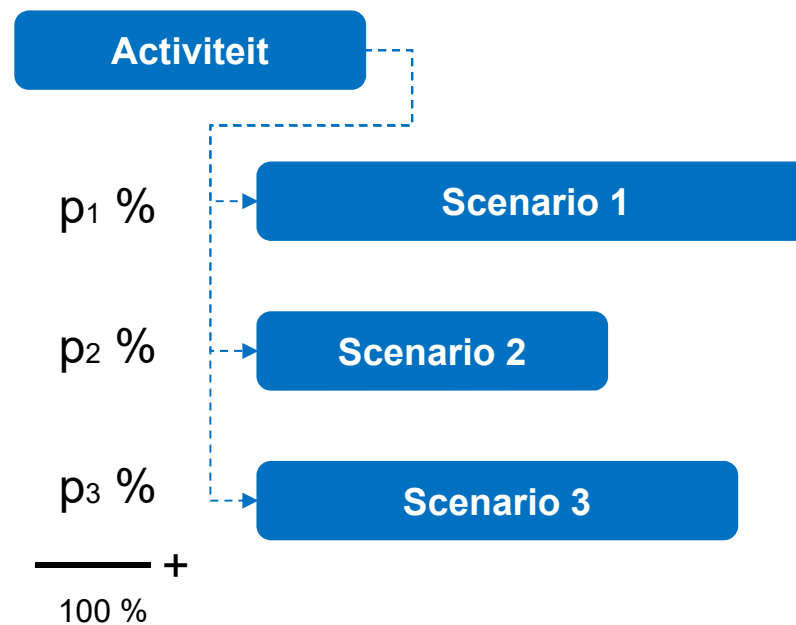 Activiteit
p1 %
Scenario 1
p2 %
Scenario 2
p3 %
Scenario 3
+
100 %